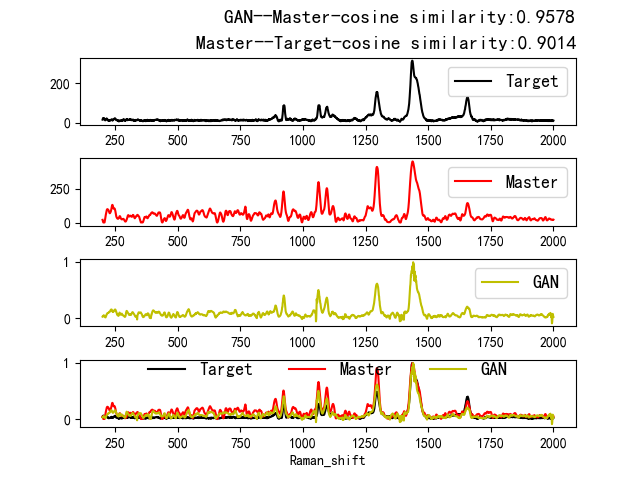 GAN--Master-cosine similarity:0.9578
Master--Target-cosine similarity:0.9014
200
0
Target
250 500 750 1000 1250 1500 1750 2000
250
0
Master
250 500 750 1000 1250 1500 1750 2000
1
0
GAN
250 500 750 1000 1250 1500 1750 2000
1
0
Target Master GAN
250 500 750 1000 1250 1500 1750 2000
Raman_shift